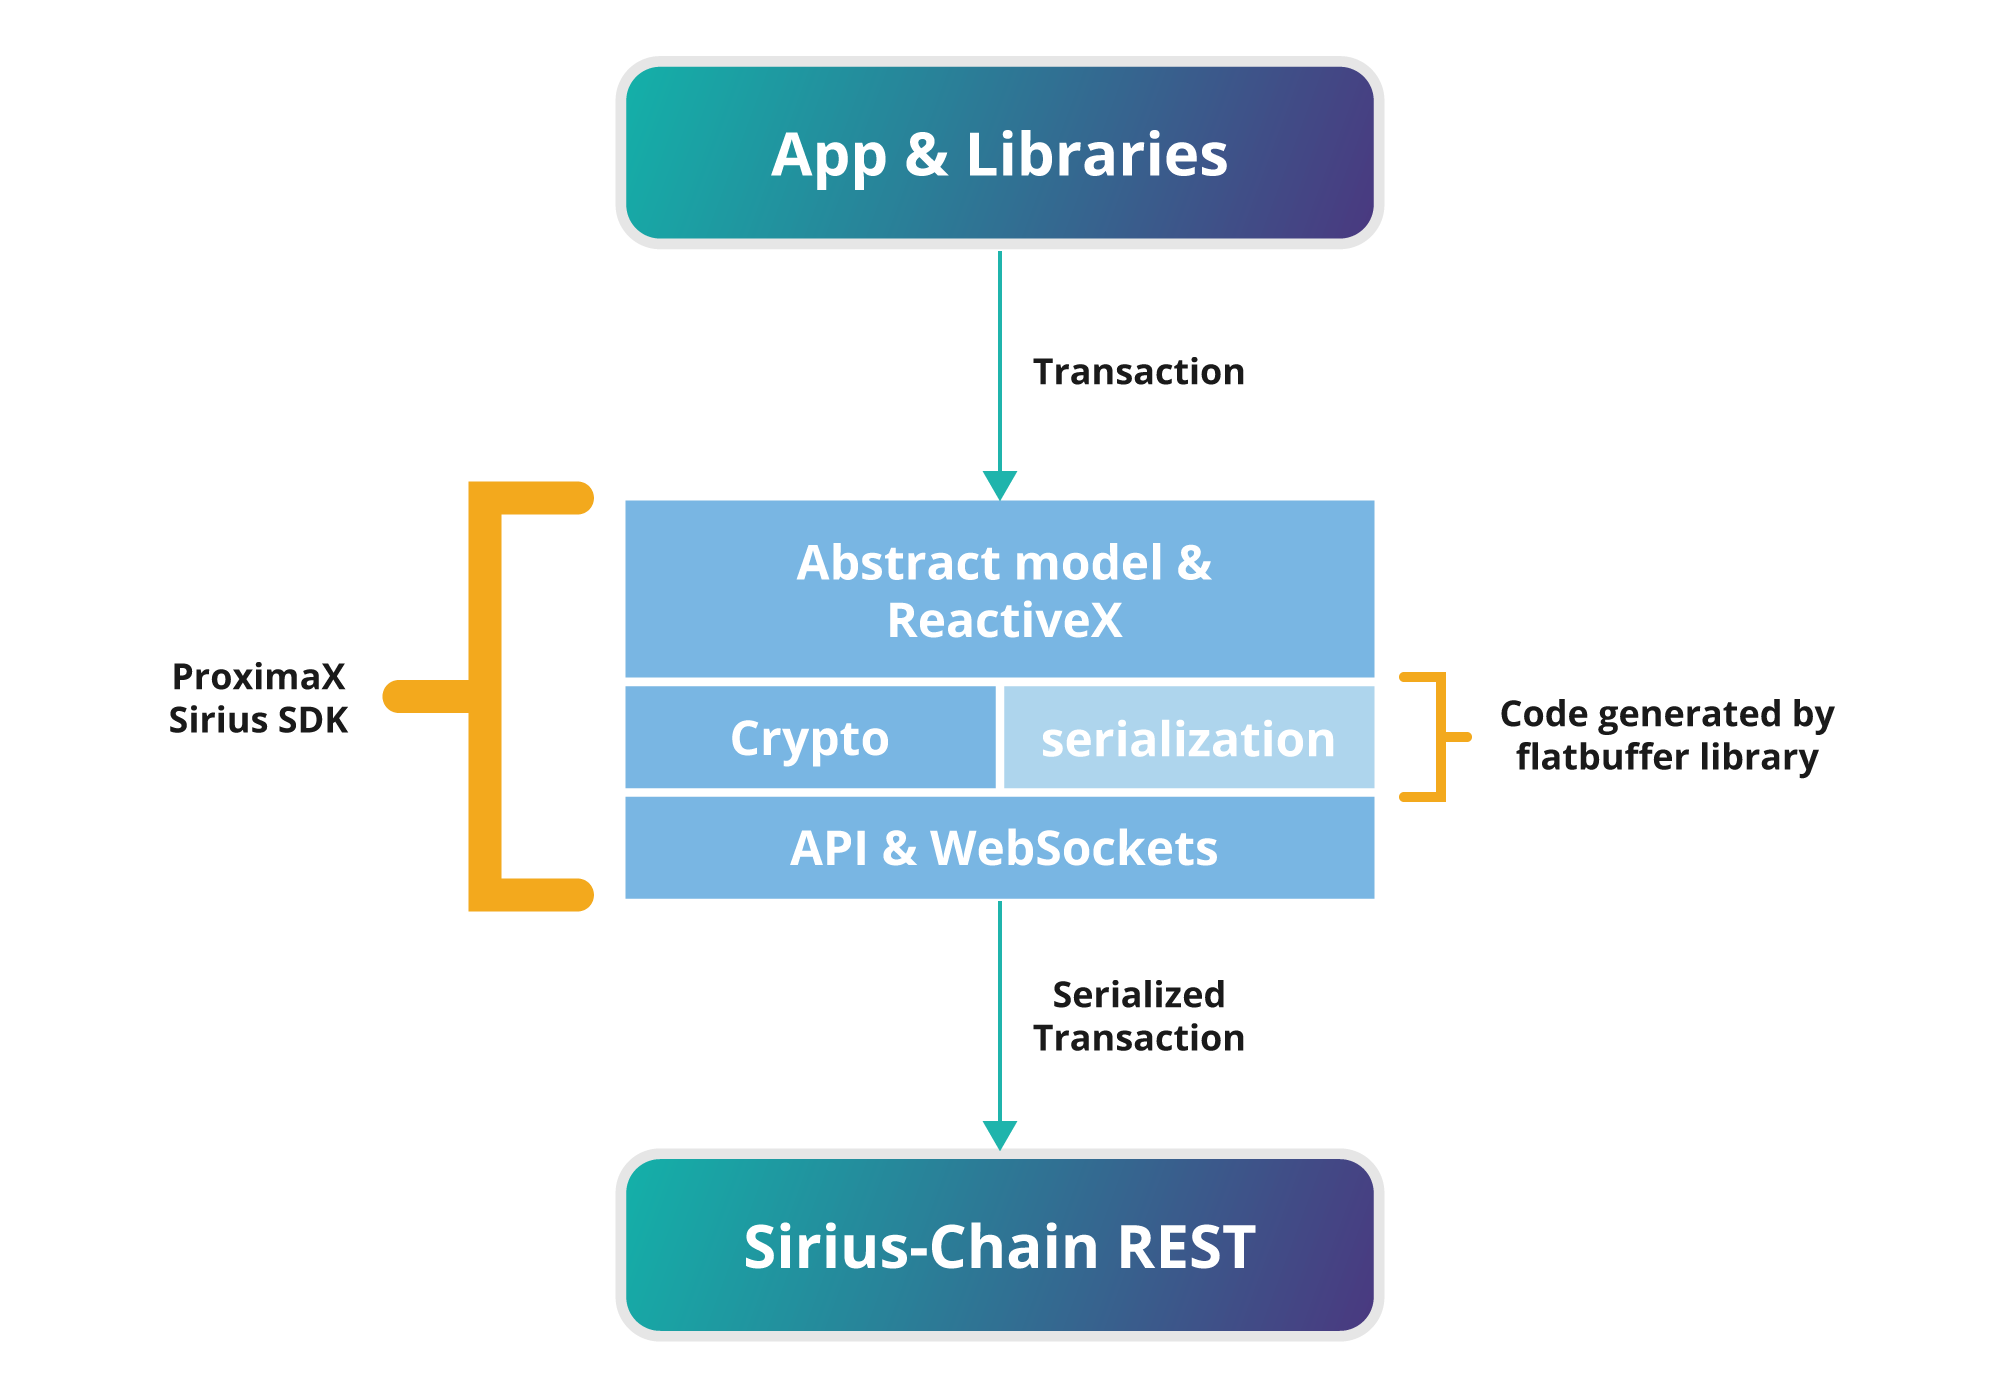 App & Libraries
Transaction
Abstract model &
ReactiveX
ProximaX
Sirius SDK
Crypto
serialization
Code generated by
flatbuffer library
API & WebSockets
Serialized
Transaction
Sirius-Chain REST